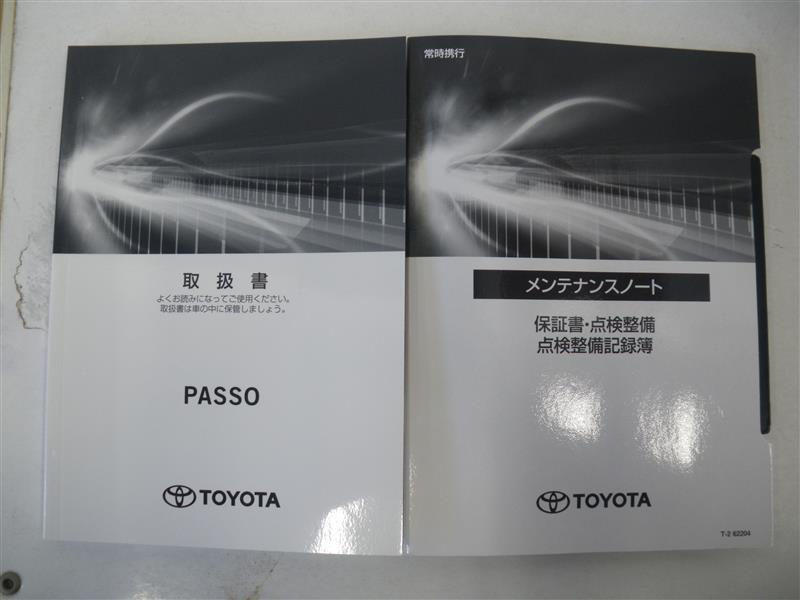 取扱書
よくお読みになってご使用ください。
取扱書は車の中に保管しましょう。
PASSO
TOYOTA
常時携行
メンテナンスノート
保証書・点検整備
点検整備記録簿
TOYOTA
T-2 62204